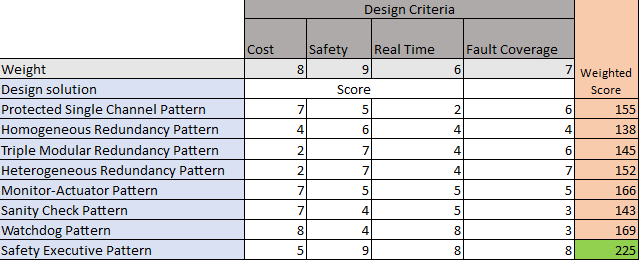 Design Criteria
Cost Safety Real Time Fault Coverage
Weight 8 9 6 7 Weighted
Design solution Score Score
Protected Single Channel Pattern 7 5 2 6 155
Homogeneous Redundancy Pattern 4 6 4 4 138
Triple Modular Redundancy Pattern 2 7 4 6 145
Heterogeneous Redundancy Pattern 2 7 4 7 152
Monitor-Actuator Pattern 7 5 5 5 166
Sanity Check Pattern 7 4 5 3 143
Watchdog Pattern 8 4 8 3 169
Safety Executive Pattern 5 9 8 8 225